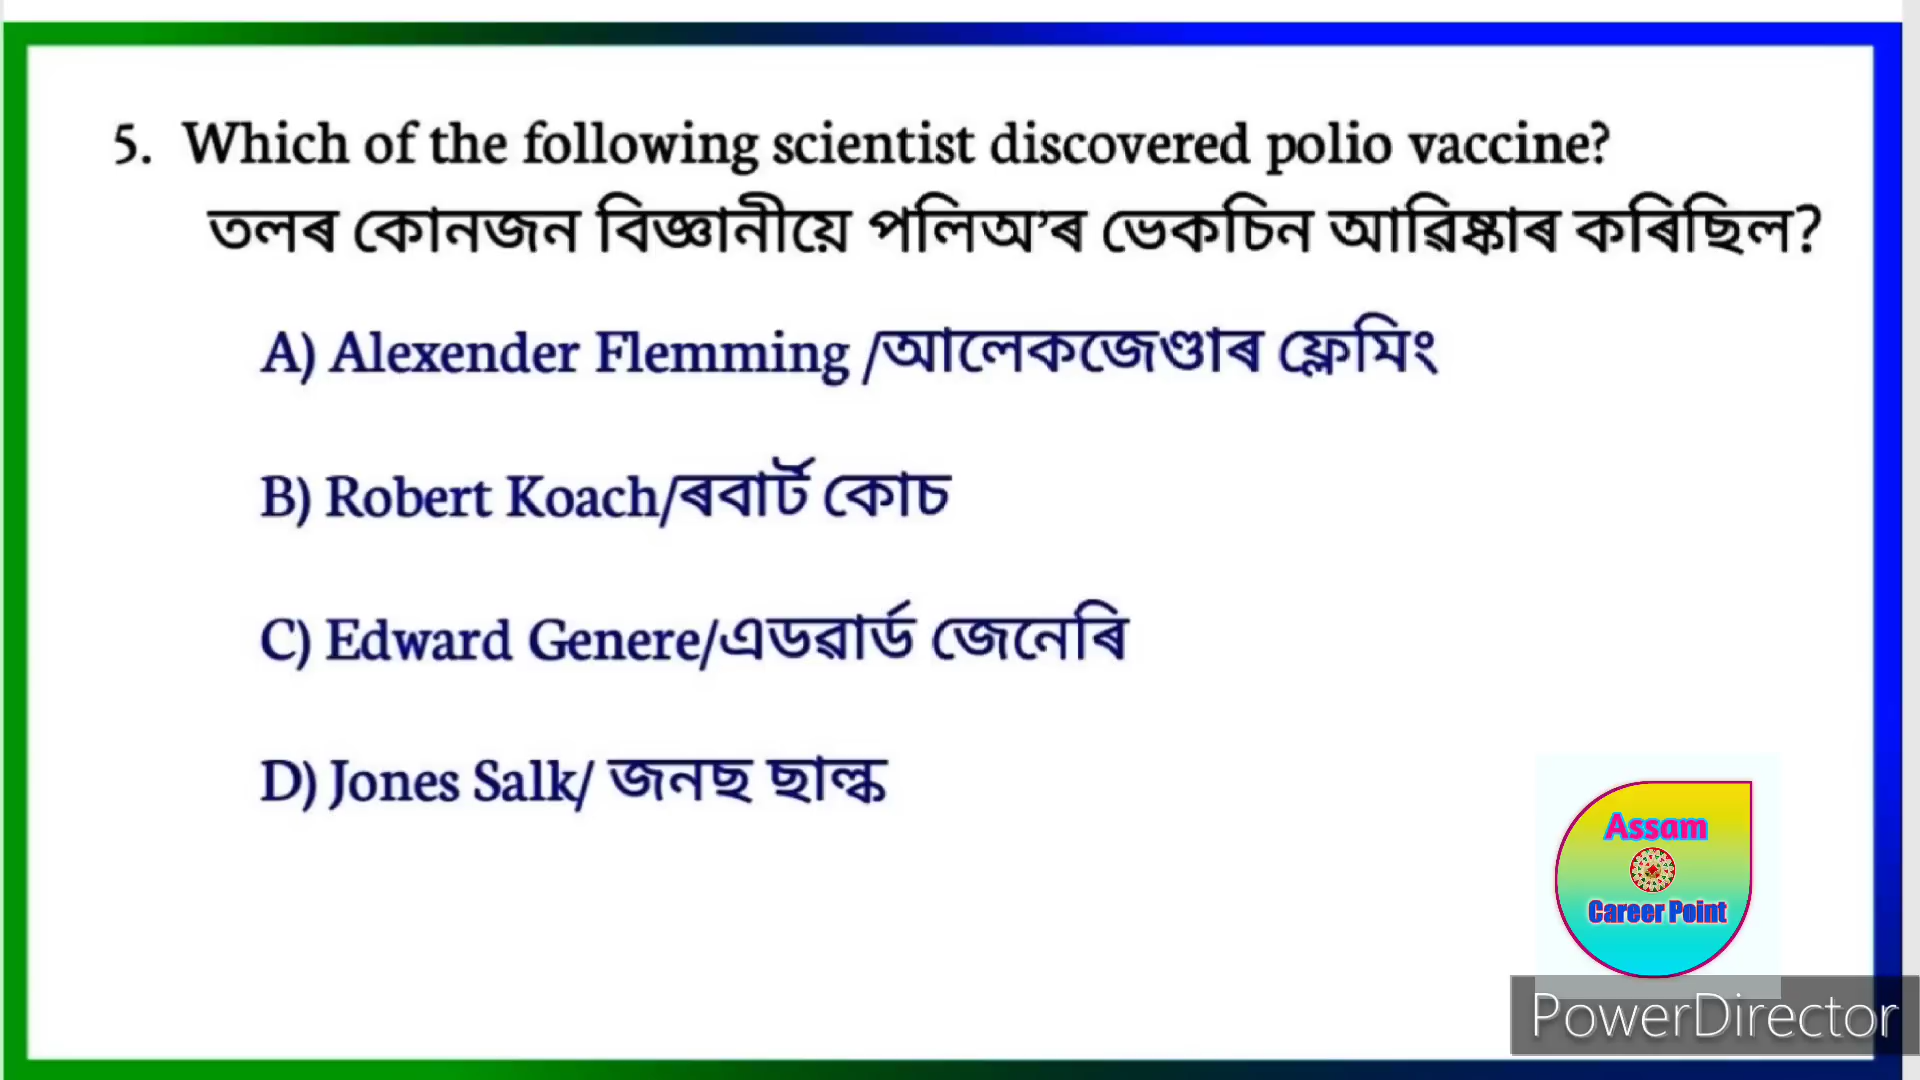 5. Which of the following scientist discovered polio vaccine?
তলৰ কোনজন বিজ্ঞানীয়ে পলিঅ’ৰ ভেকচিন আৱিষ্কাৰ কৰিছিল?
A) Alexender Flemming /আলেকজেণ্ডাৰ ফ্লেমিং
B) Robert Koach/ৰবাৰ্ট কোচ
C) Edward Genere/এডৱাৰ্ড জেনেৰি
D) Jones Salk/ জনছ ছাল্ক
Assam
Career Point
PowerDirector